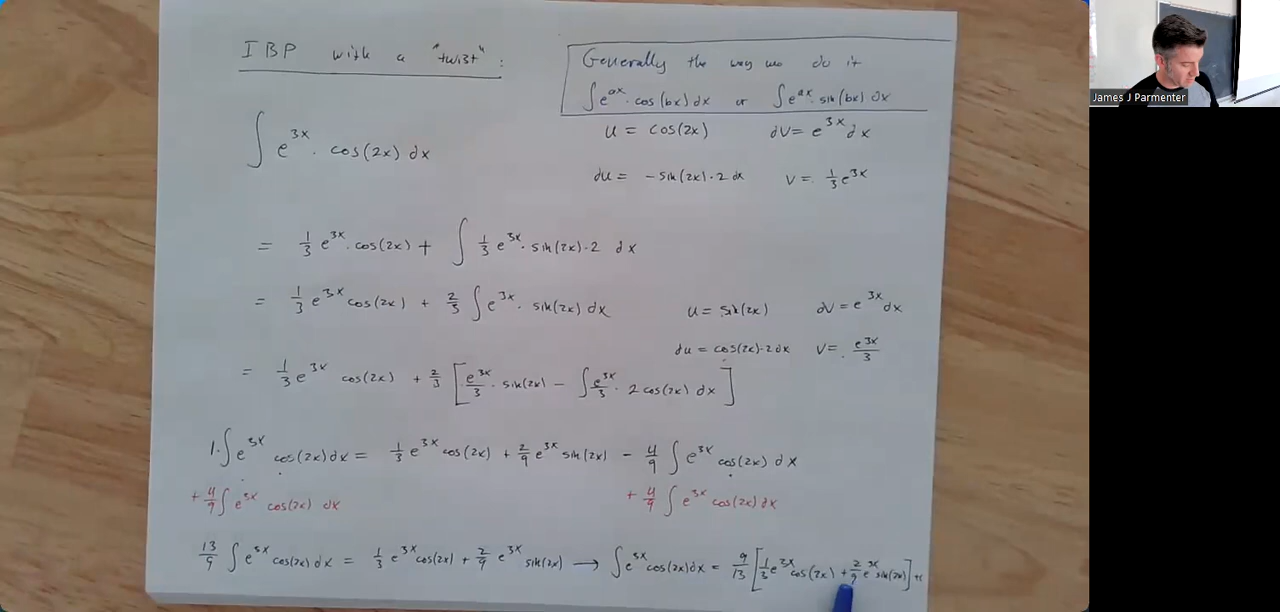 IBP with a "twist":
Generally the way we do it
∫e^{ax}·cos(bx)dx or ∫e^{ax}·sin(bx)dx
James J Parmenter
∫ e^{3x}·cos(2x) dx
u = cos(2x) dv = e^{3x}dx
du = -sin(2x)·2 dx v = 1/3 e^{3x}
= 1/3 e^{3x}·cos(2x) + ∫ 1/3 e^{3x}·sin(2x)·2 dx
= 1/3 e^{3x} cos(2x) + 2/3 ∫ e^{3x}·sin(2x) dx
u = sin(2x) dv = e^{3x}dx
du = cos(2x)·2dx v = e^{3x}/3
= 1/3 e^{3x} cos(2x) + 2/3 [ e^{3x}/3 · sin(2x) - ∫ e^{3x}/3 · 2cos(2x) dx ]
1·∫ e^{3x} cos(2x)dx = 1/3 e^{3x} cos(2x) + 2/9 e^{3x} sin(2x) - 4/9 ∫ e^{3x} cos(2x) dx
+ 4/9 ∫ e^{3x} cos(2x) dx + 4/9 ∫ e^{3x} cos(2x)dx
13/9 ∫ e^{3x} cos(2x)dx = 1/3 e^{3x} cos(2x) + 2/9 e^{3x} sin(2x) → ∫ e^{3x} cos(2x)dx = 9/13 [ 1/3 e^{3x} cos(2x) + 2/9 e^{3x} sin(2x) ] +c